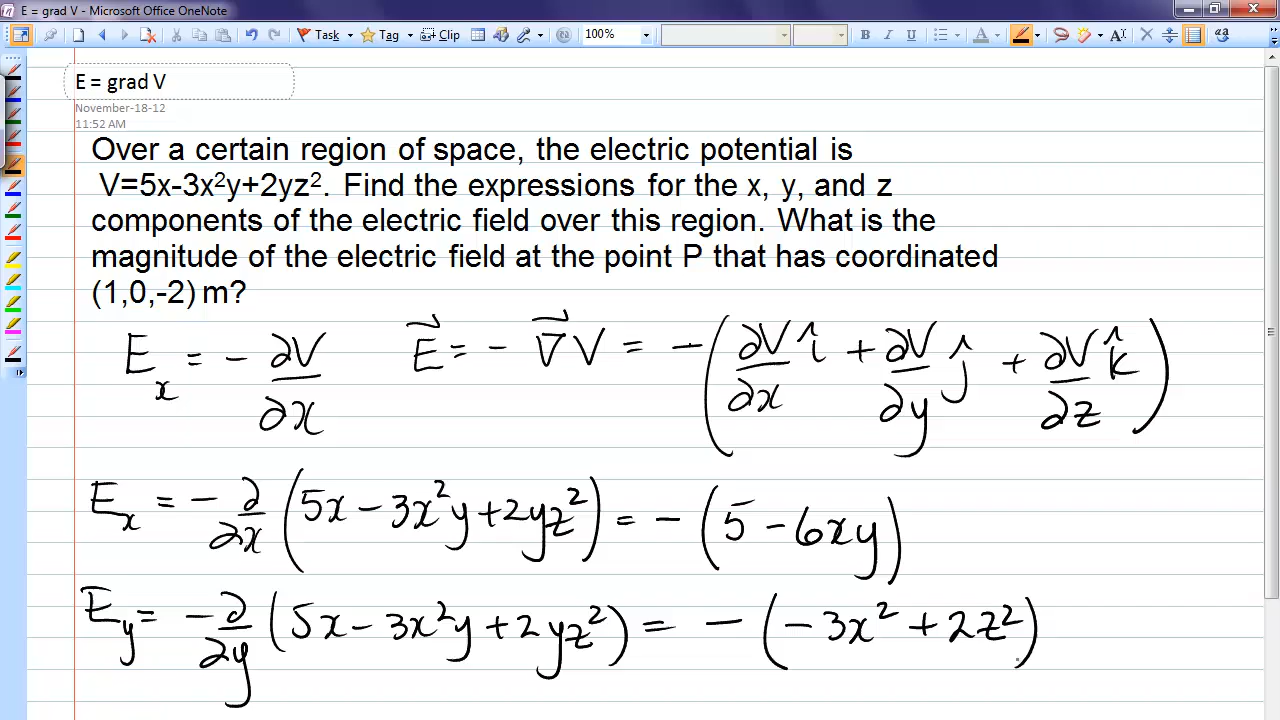 E = grad V - Microsoft Office OneNote
Task Tag Clip 100% B I U A A
E = grad V
November-18-12
11:52 AM
Over a certain region of space, the electric potential is
V=5x-3x²y+2yz². Find the expressions for the x, y, and z
components of the electric field over this region. What is the
magnitude of the electric field at the point P that has coordinated
(1,0,-2) m?
Eₓ = - ∂V/∂x E⃗ = - ∇⃗V = - (∂V/∂x î + ∂V/∂y ĵ + ∂V/∂z k̂)
Eₓ = - ∂/∂x (5x - 3x²y + 2yz²) = - (5 - 6xy)
E_y = - ∂/∂y (5x - 3x²y + 2yz²) = - (-3x² + 2z²)